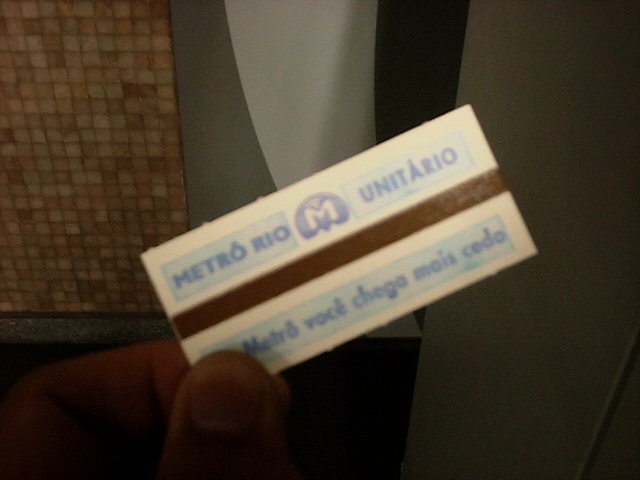 METRÔ RIO M UNITÁRIO
Metrô você chega mais cedo